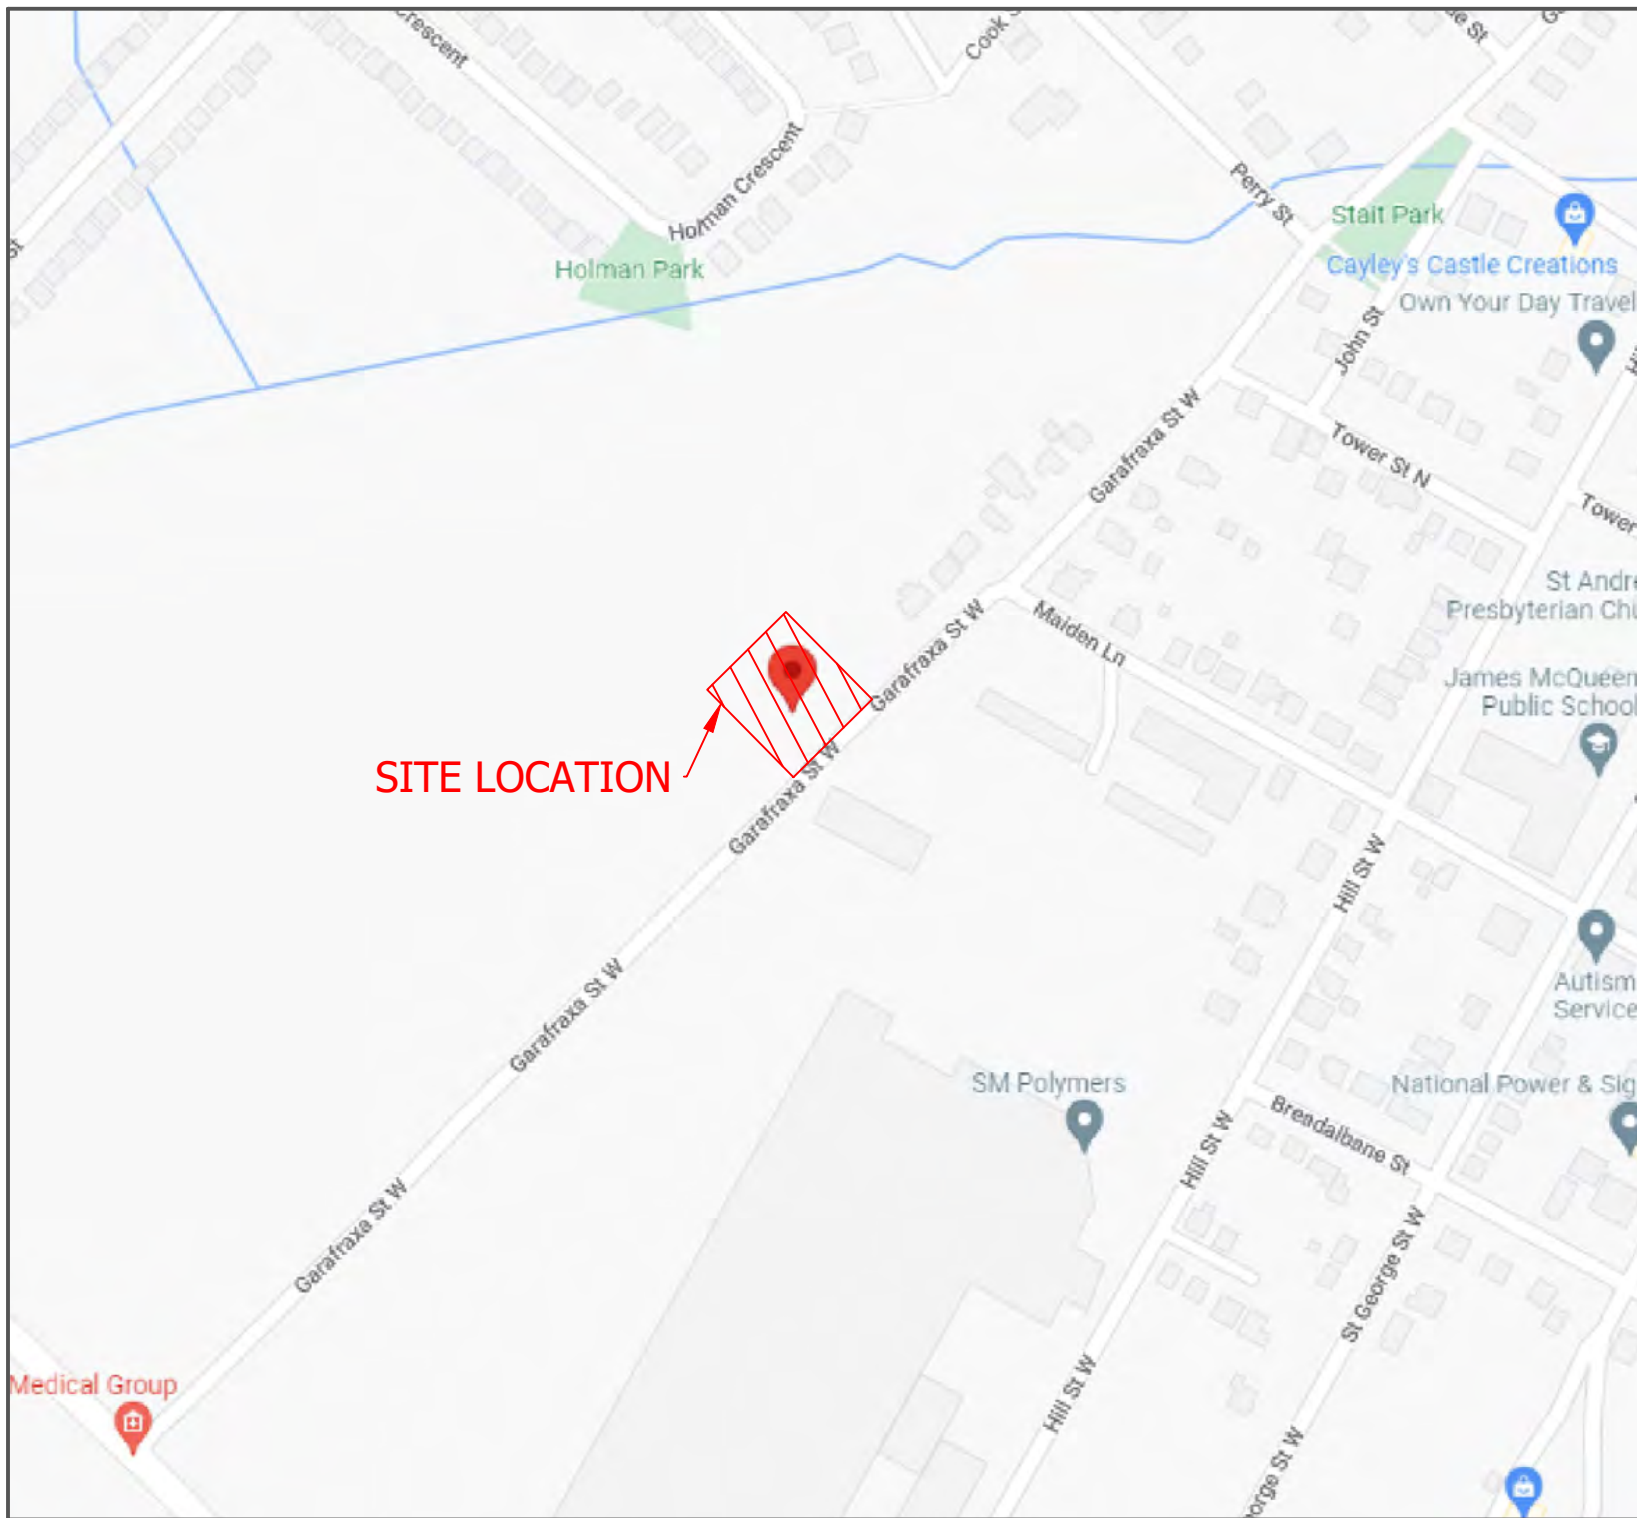 Crescent
Cook
Holman Crescent
Holman Park
Perry St
Stait Park
Cayley's Castle Creations
Own Your Day Travel
John St
Garafraxa St W
Tower St N
Tower
St Andre
Presbyterian Chu
Maiden Ln
Garafraxa St W
James McQueen
Public School
SITE LOCATION
Garafraxa St W
Hill St W
Garafraxa St W
Autism
Service
SM Polymers
National Power & Sig
Breadalbane St
Hill St W
Garafraxa St W
St George St W
Medical Group
Hill St W
orge St W